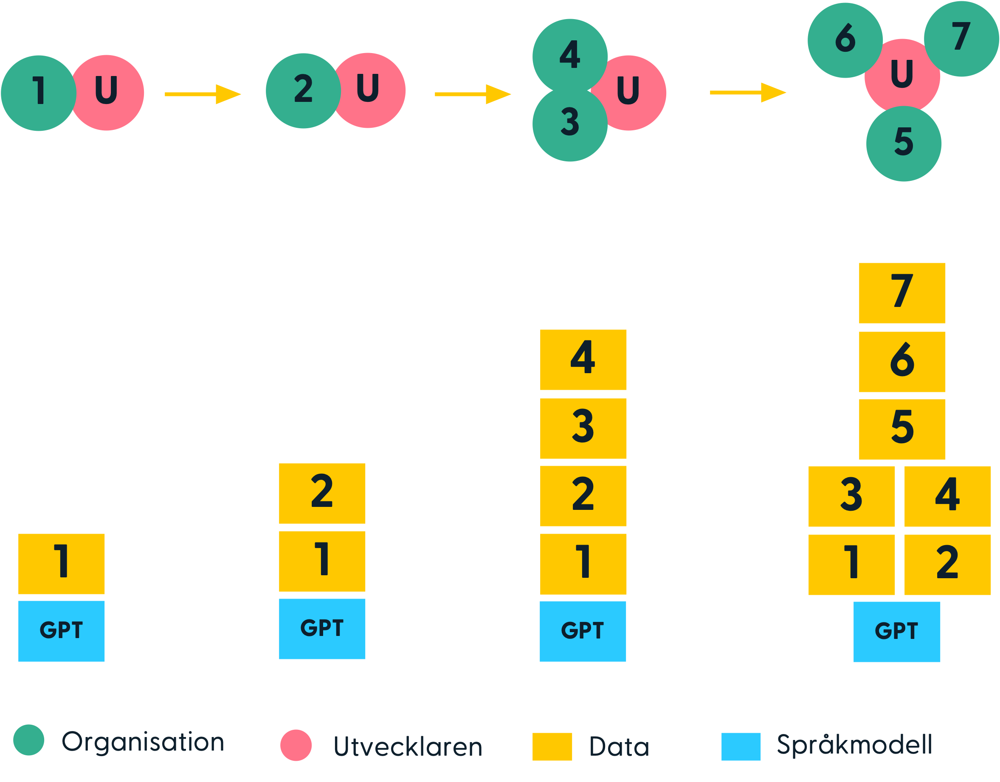 1 U
2 U
4
3
U
6
7
U
5
1
GPT
2
1
GPT
4
3
2
1
GPT
7
6
5
3 4
1 2
GPT
Organisation
Utvecklaren
Data
Språkmodell